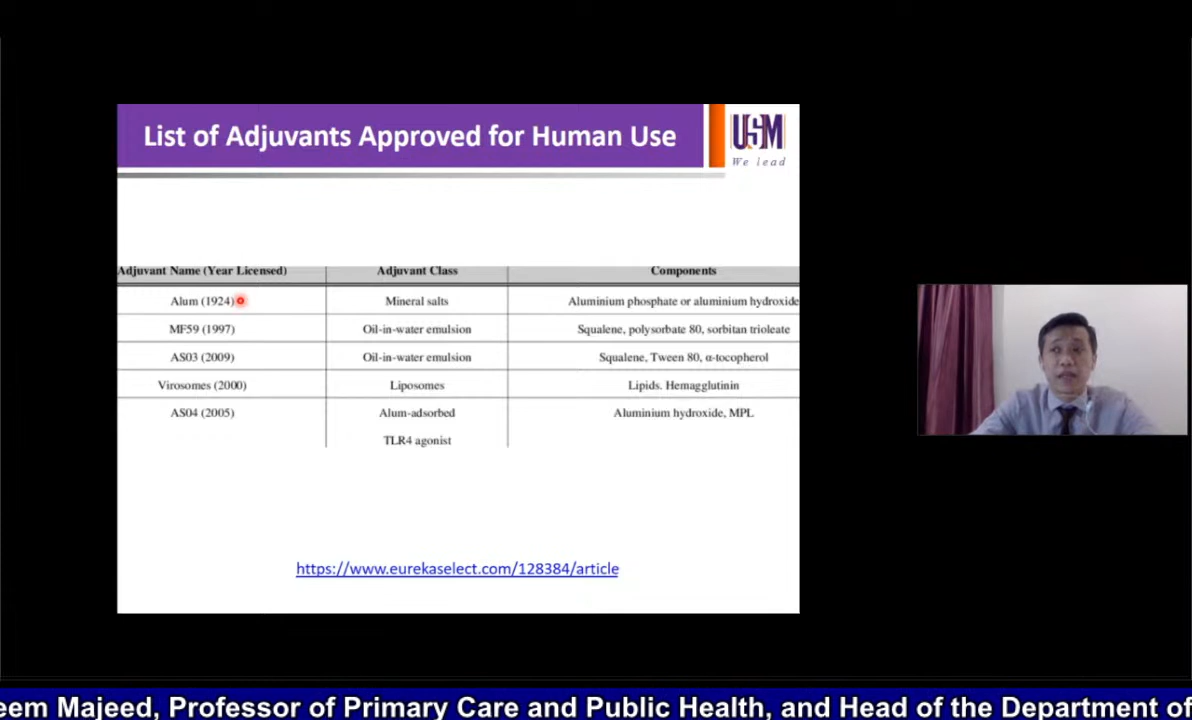 List of Adjuvants Approved for Human Use
USM
We lead
Adjuvant Name (Year Licensed) Adjuvant Class Components
Alum (1924) Mineral salts Aluminium phosphate or aluminium hydroxide
MF59 (1997) Oil-in-water emulsion Squalene, polysorbate 80, sorbitan trioleate
AS03 (2009) Oil-in-water emulsion Squalene, Tween 80, α-tocopherol
Virosomes (2000) Liposomes Lipids. Hemagglutinin
AS04 (2005) Alum-adsorbed Aluminium hydroxide, MPL
TLR4 agonist
https://www.eurekaselect.com/128384/article
eem Majeed, Professor of Primary Care and Public Health, and Head of the Department of